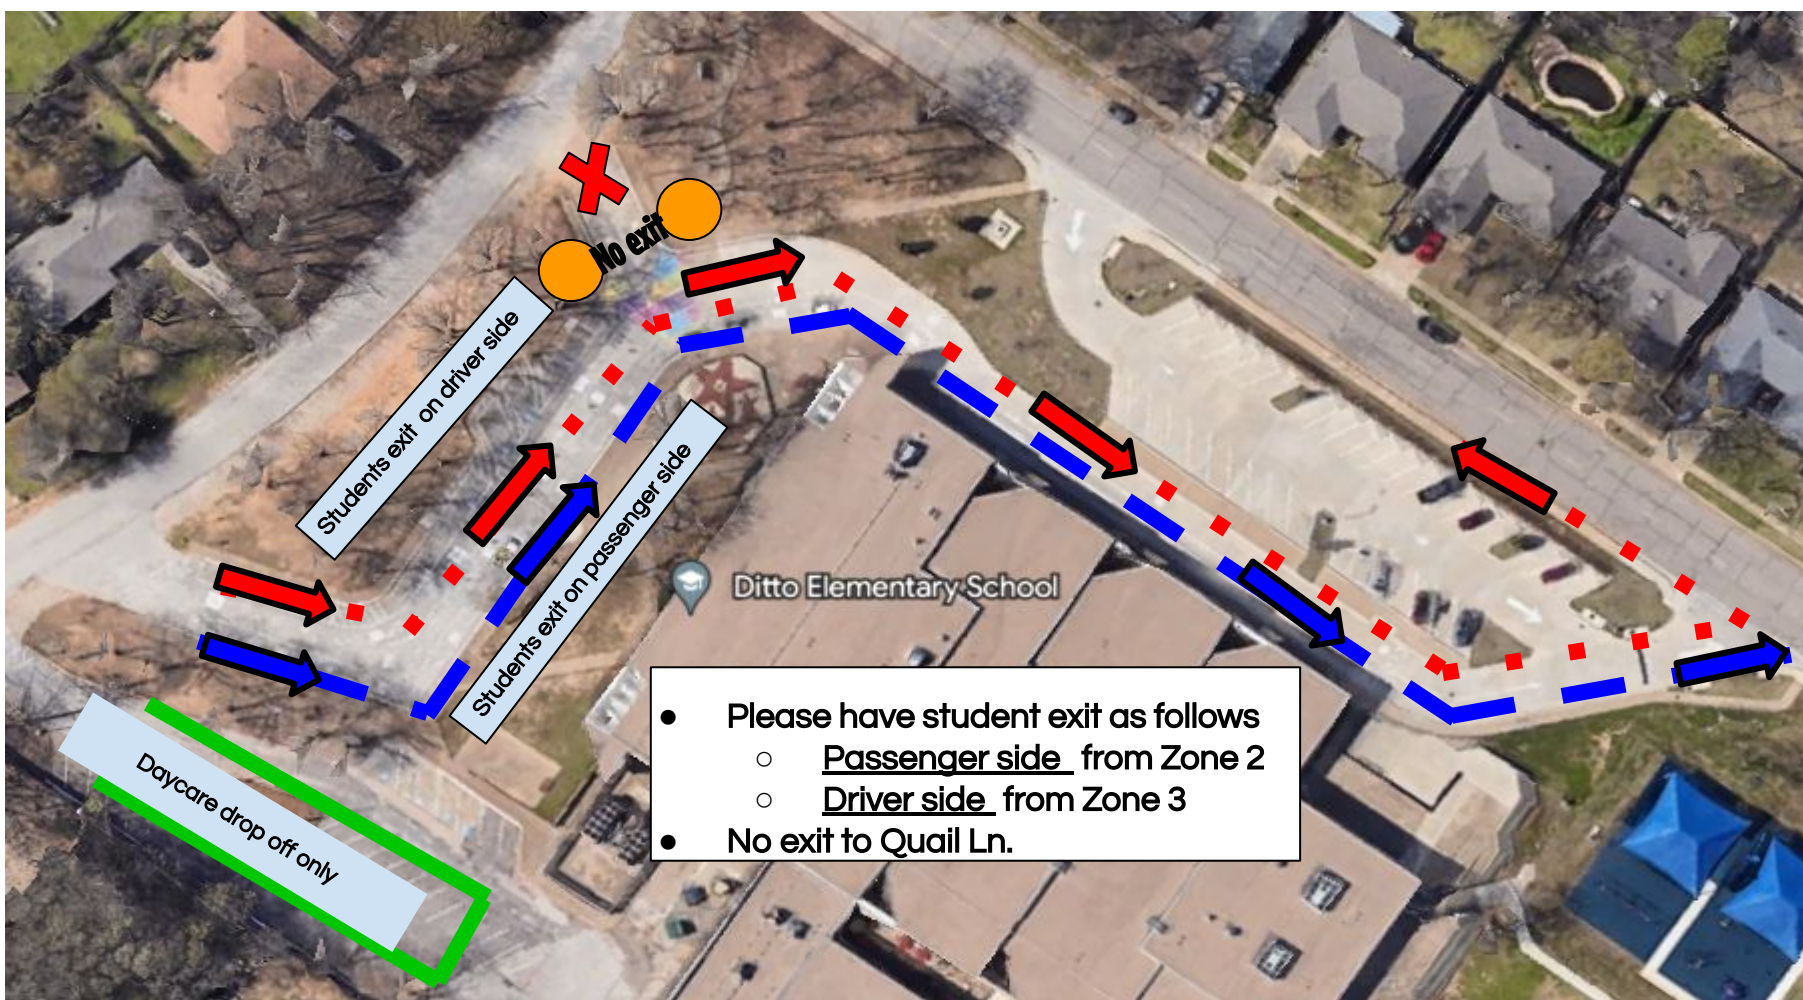 No exit
Students exit on driver side
Students exit on passenger side
Ditto Elementary School
Daycare drop off only
● Please have student exit as follows
○ Passenger side from Zone 2
○ Driver side from Zone 3
● No exit to Quail Ln.